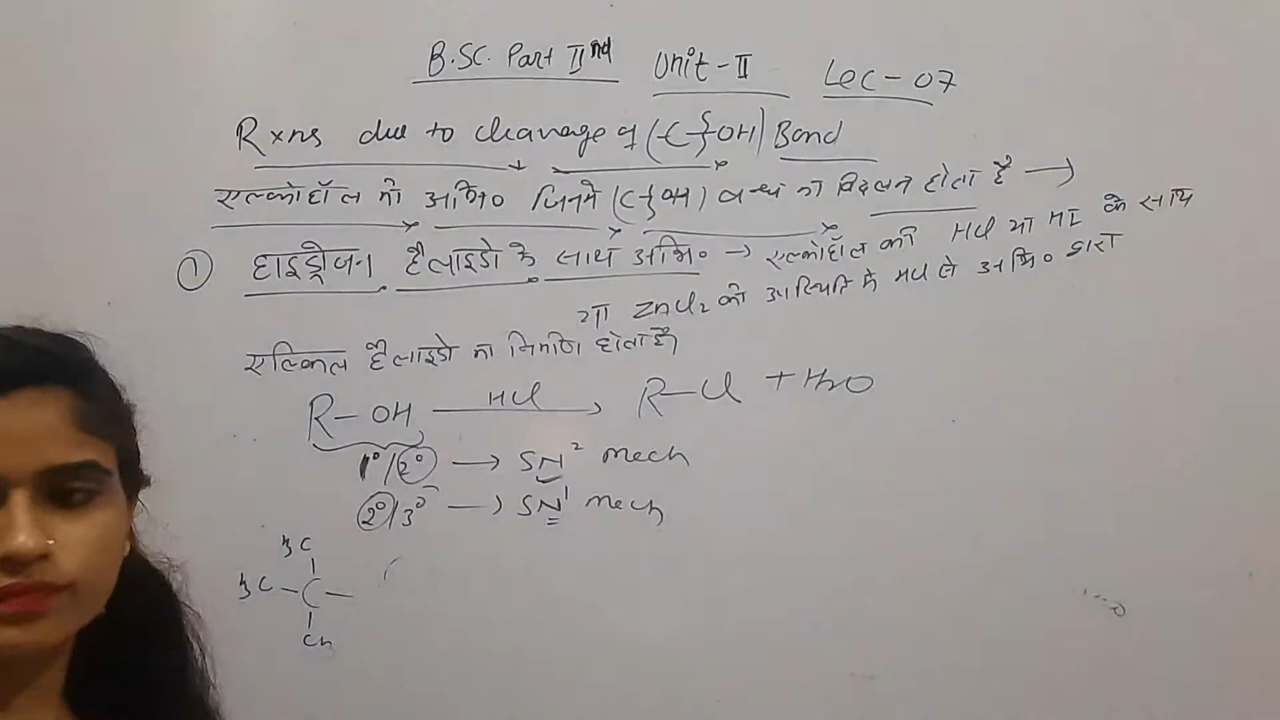 B.SC. Part IInd Unit-II Lec-07
Rxns due to cleavage of (-C-}OH) Bond
एल्कोहॉल की अभि० जिनमे (C-}OH) बन्ध का विदलन होता है →
① हाइड्रोजन हैलाइडो के साथ अभि० → एल्कोहॉल की HCl या HI के साथ
या ZnCl2 की उपस्थिति मे HCl से अभि० द्वारा
एल्किल हैलाइडो का निर्माण होता है
R-OH HCl → R-Cl + H2O
1°/2° → SN² mech
2°/3° → SN¹ mech
3C
3C-C-
CH